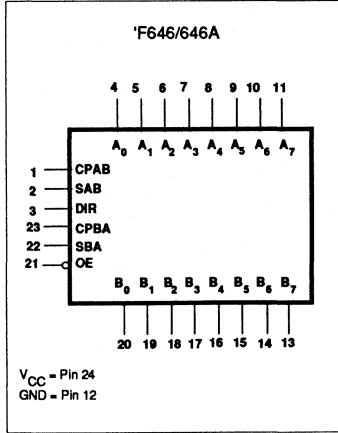 'F646/646A
4 5 6 7 8 9 10 11
A0 A1 A2 A3 A4 A5 A6 A7
1 CPAB
2 SAB
3 DIR
23 CPBA
22 SBA
21 OE
B0 B1 B2 B3 B4 B5 B6 B7
20 19 18 17 16 15 14 13
VCC = Pin 24
GND = Pin 12